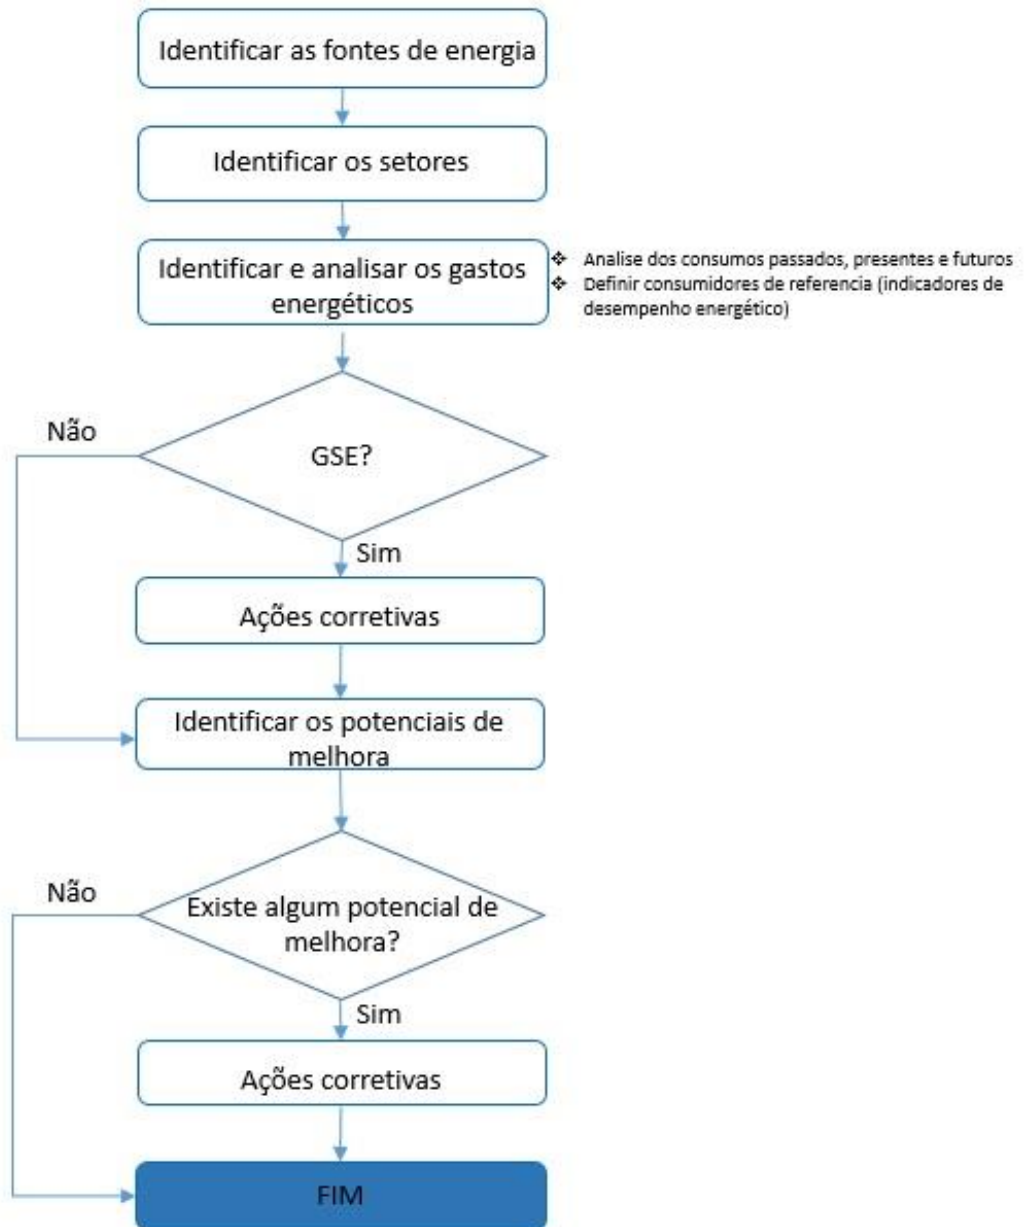 Identificar as fontes de energia
Identificar os setores
Identificar e analisar os gastos
energéticos
❖ Analise dos consumos passados, presentes e futuros
❖ Definir consumidores de referencia (indicadores de
desempenho energético)
Não
GSE?
Sim
Ações corretivas
Identificar os potenciais de
melhora
Não
Existe algum potencial de
melhora?
Sim
Ações corretivas
FIM